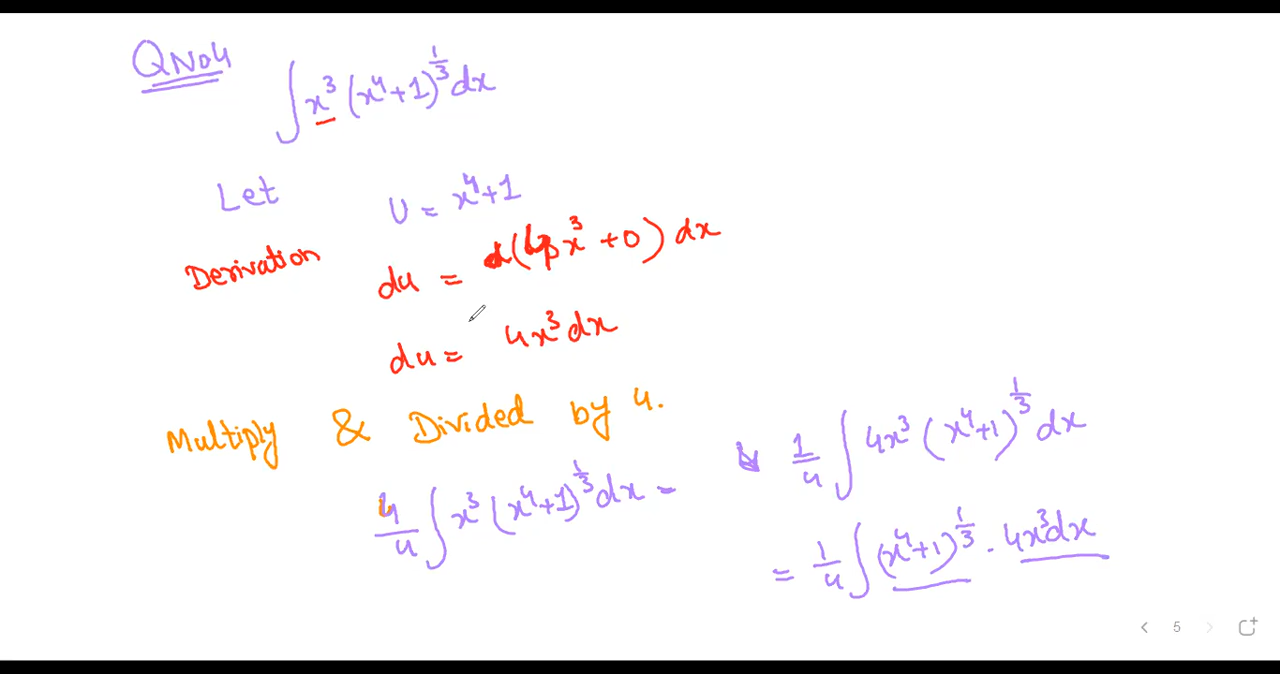 QNo4
∫ x³ (x⁴+1)^{1/3} dx
Let U = x⁴+1
Derivation du = (4x³+0) dx
du = 4x³dx
Multiply & Divided by 4.
4/4 ∫ x³ (x⁴+1)^{1/3} dx =
1/4 ∫ 4x³ (x⁴+1)^{1/3} dx
= 1/4 ∫ (x⁴+1)^{1/3} . 4x³dx
5